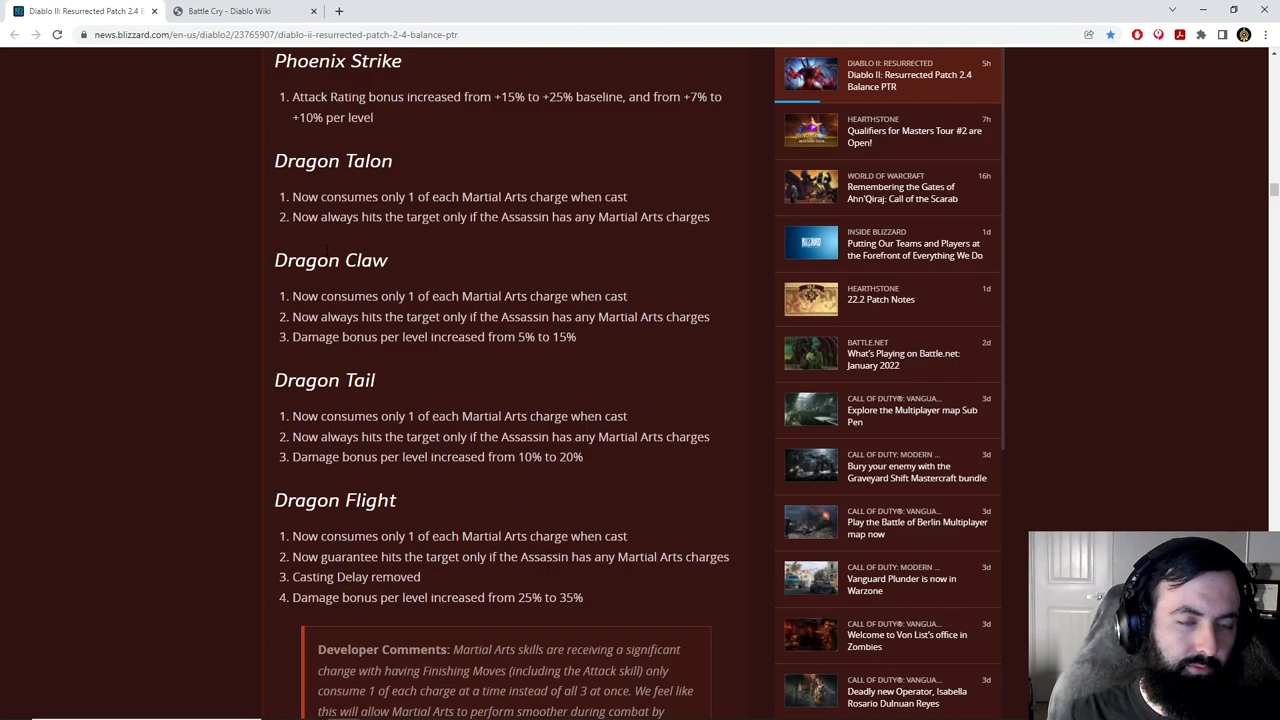 Diablo II: Resurrected Patch 2.4 B
Battle Cry - Diablo Wiki
news.blizzard.com/en-us/diablo2/23765907/diablo-ii-resurrected-patch-2-4-balance-ptr
Phoenix Strike
1. Attack Rating bonus increased from +15% to +25% baseline, and from +7% to
+10% per level
Dragon Talon
1. Now consumes only 1 of each Martial Arts charge when cast
2. Now always hits the target only if the Assassin has any Martial Arts charges
Dragon Claw
1. Now consumes only 1 of each Martial Arts charge when cast
2. Now always hits the target only if the Assassin has any Martial Arts charges
3. Damage bonus per level increased from 5% to 15%
Dragon Tail
1. Now consumes only 1 of each Martial Arts charge when cast
2. Now always hits the target only if the Assassin has any Martial Arts charges
3. Damage bonus per level increased from 10% to 20%
Dragon Flight
1. Now consumes only 1 of each Martial Arts charge when cast
2. Now guarantee hits the target only if the Assassin has any Martial Arts charges
3. Casting Delay removed
4. Damage bonus per level increased from 25% to 35%
Developer Comments: Martial Arts skills are receiving a significant
change with having Finishing Moves (including the Attack skill) only
consume 1 of each charge at a time instead of all 3 at once. We feel like
this will allow Martial Arts to perform smoother during combat by
DIABLO II: RESURRECTED 5h
Diablo II: Resurrected Patch 2.4
Balance PTR
HEARTHSTONE 7h
Qualifiers for Masters Tour #2 are
Open!
WORLD OF WARCRAFT 16h
Remembering the Gates of
Ahn'Qiraj: Call of the Scarab
INSIDE BLIZZARD 1d
Putting Our Teams and Players at
the Forefront of Everything We Do
HEARTHSTONE 1d
22.2 Patch Notes
BATTLE.NET 2d
What's Playing on Battle.net:
January 2022
CALL OF DUTY®: VANGUA... 3d
Explore the Multiplayer map Sub
Pen
CALL OF DUTY: MODERN ... 3d
Bury your enemy with the
Graveyard Shift Mastercraft bundle
CALL OF DUTY®: VANGUA... 3d
Play the Battle of Berlin Multiplayer
map now
CALL OF DUTY: MODERN ... 3d
Vanguard Plunder is now in
Warzone
CALL OF DUTY®: VANGUA... 3d
Welcome to Von List's office in
Zombies
CALL OF DUTY®: VANGUA... 3d
Deadly new Operator, Isabella
Rosario Dulnuan Reyes